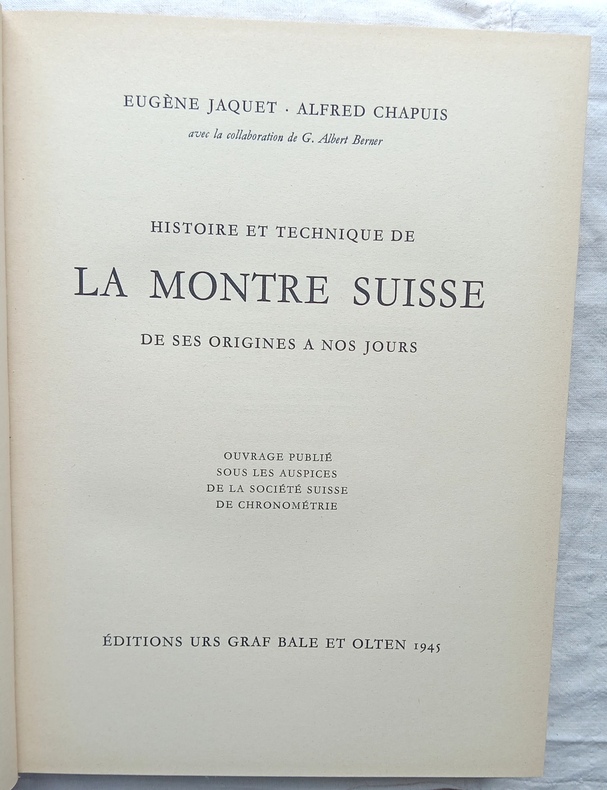 EUGÈNE JAQUET · ALFRED CHAPUIS
avec la collaboration de G. Albert Berner
HISTOIRE ET TECHNIQUE DE
LA MONTRE SUISSE
DE SES ORIGINES A NOS JOURS
OUVRAGE PUBLIÉ
SOUS LES AUSPICES
DE LA SOCIÉTÉ SUISSE
DE CHRONOMÉTRIE
ÉDITIONS URS GRAF BALE ET OLTEN 1945